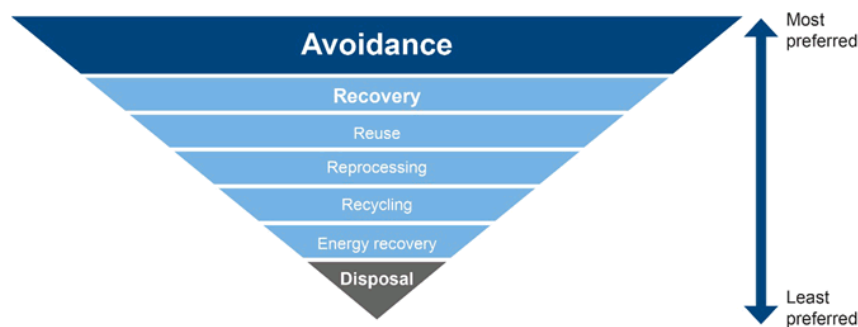 Avoidance
Recovery
Reuse
Reprocessing
Recycling
Energy recovery
Disposal
Most
preferred
Least
preferred